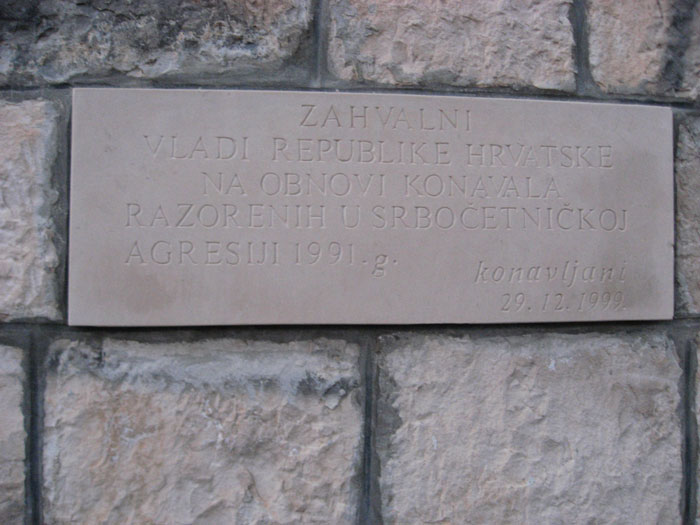 ZAHVALNI
VLADI REPUBLIKE HRVATSKE
NA OBNOVI KONAVALA
RAZORENIH U SRBOČETNIČKOJ
AGRESIJI 1991.g.
konavljani
29.12.1999.